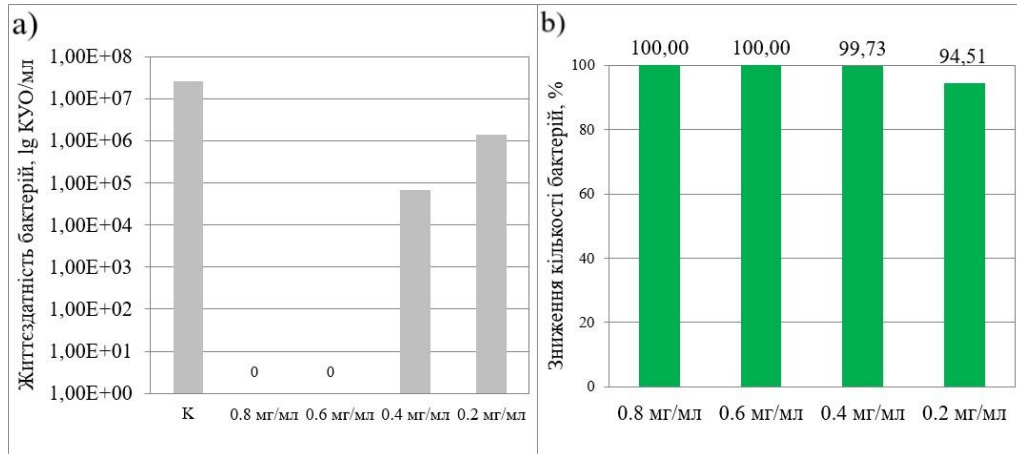 a)
Життєздатність бактерій, lg КУО/мл
1,00E+08
1,00E+07
1,00E+06
1,00E+05
1,00E+04
1,00E+03
1,00E+02
1,00E+01
1,00E+00
0
0
К
0.8 мг/мл
0.6 мг/мл
0.4 мг/мл
0.2 мг/мл
b)
Зниження кількості бактерій, %
100,00
100,00
99,73
94,51
100
80
60
40
20
0
0.8 мг/мл
0.6 мг/мл
0.4 мг/мл
0.2 мг/мл